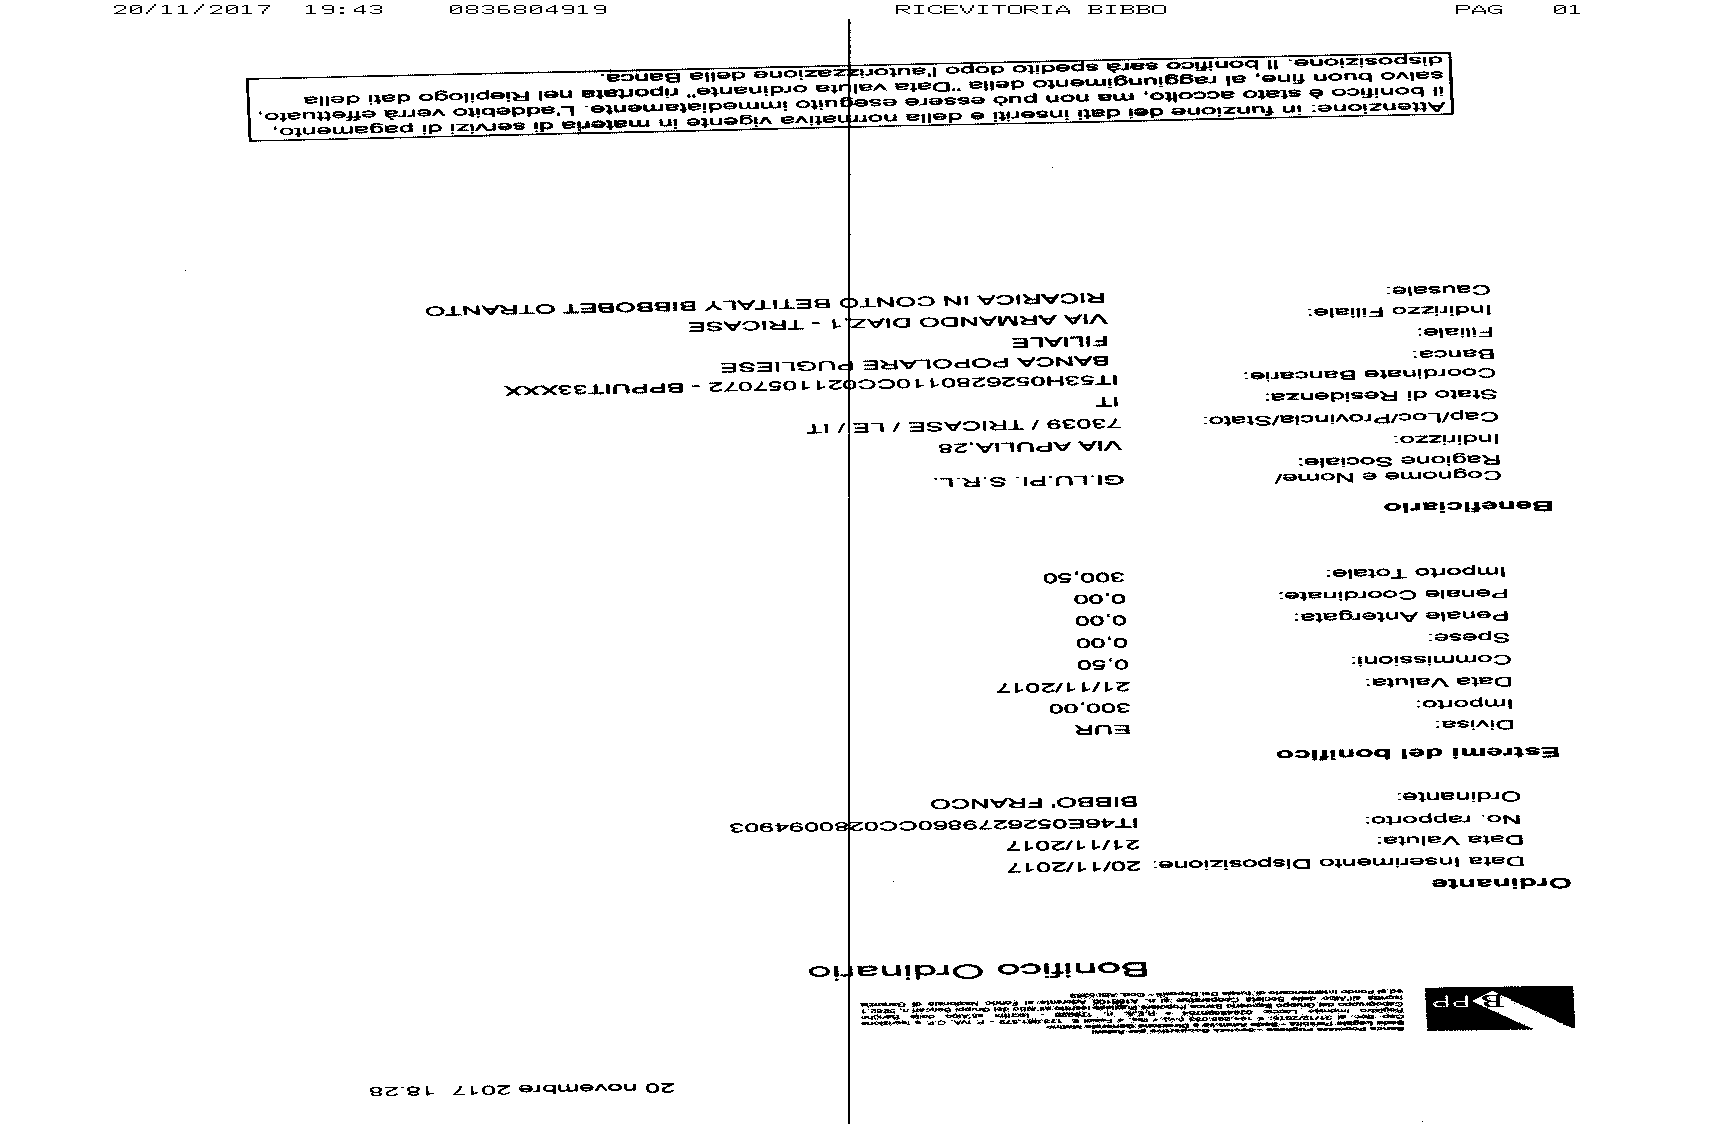 20/11/2017 19:43 0836804919 RICEVITORIA BIBBO PAG 01
20 novembre 2017 18.28
B PP
Bonifico Ordinario
Ordinante
Data Inserimento Disposizione: 20/11/2017
Data Valuta: 21/11/2017
No. rapporto: IT46E0526279860CC0280094903
Ordinante: BIBBO' FRANCO
Estremi del bonifico
Divisa: EUR
Importo: 300,00
Data Valuta: 21/11/2017
Commissioni: 0,50
Spese: 0,00
Penale Antergata: 0,00
Penale Coordinate: 0,00
Importo Totale: 300,50
Beneficiario
Cognome e Nome/ GI.LU.PI. S.R.L.
Ragione Sociale:
Indirizzo: VIA APULIA,28
Cap/Loc/Provincia/Stato: 73039 / TRICASE / LE / IT
Stato di Residenza: IT
Coordinate Bancarie: IT53H0526280110CC0211057072 - BPPUIT33XXX
Banca: BANCA POPOLARE PUGLIESE
Filiale: FILIALE
Indirizzo Filiale: VIA ARMANDO DIAZ,1 - TRICASE
Causale: RICARICA IN CONTO BETITALY BIBBOBET OTRANTO
Attenzione: in funzione dei dati inseriti e della normativa vigente in materia di servizi di pagamento,
il bonifico è stato accolto, ma non può essere eseguito immediatamente. L'addebito verrà effettuato,
salvo buon fine, al raggiungimento della "Data valuta ordinante" riportata nel Riepilogo dati della
disposizione. Il bonifico sarà spedito dopo l'autorizzazione della Banca.